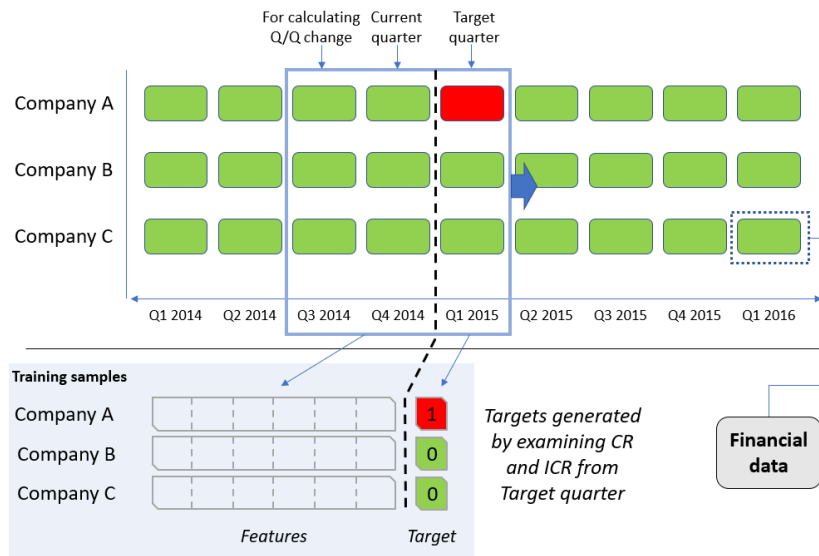 For calculating
Q/Q change
Current
quarter
Target
quarter
Company A
Company B
Company C
Q1 2014
Q2 2014
Q3 2014
Q4 2014
Q1 2015
Q2 2015
Q3 2015
Q4 2015
Q1 2016
Training samples
Company A
1
Company B
0
Company C
0
Features
Target
Targets generated
by examining CR
and ICR from
Target quarter
Financial
data